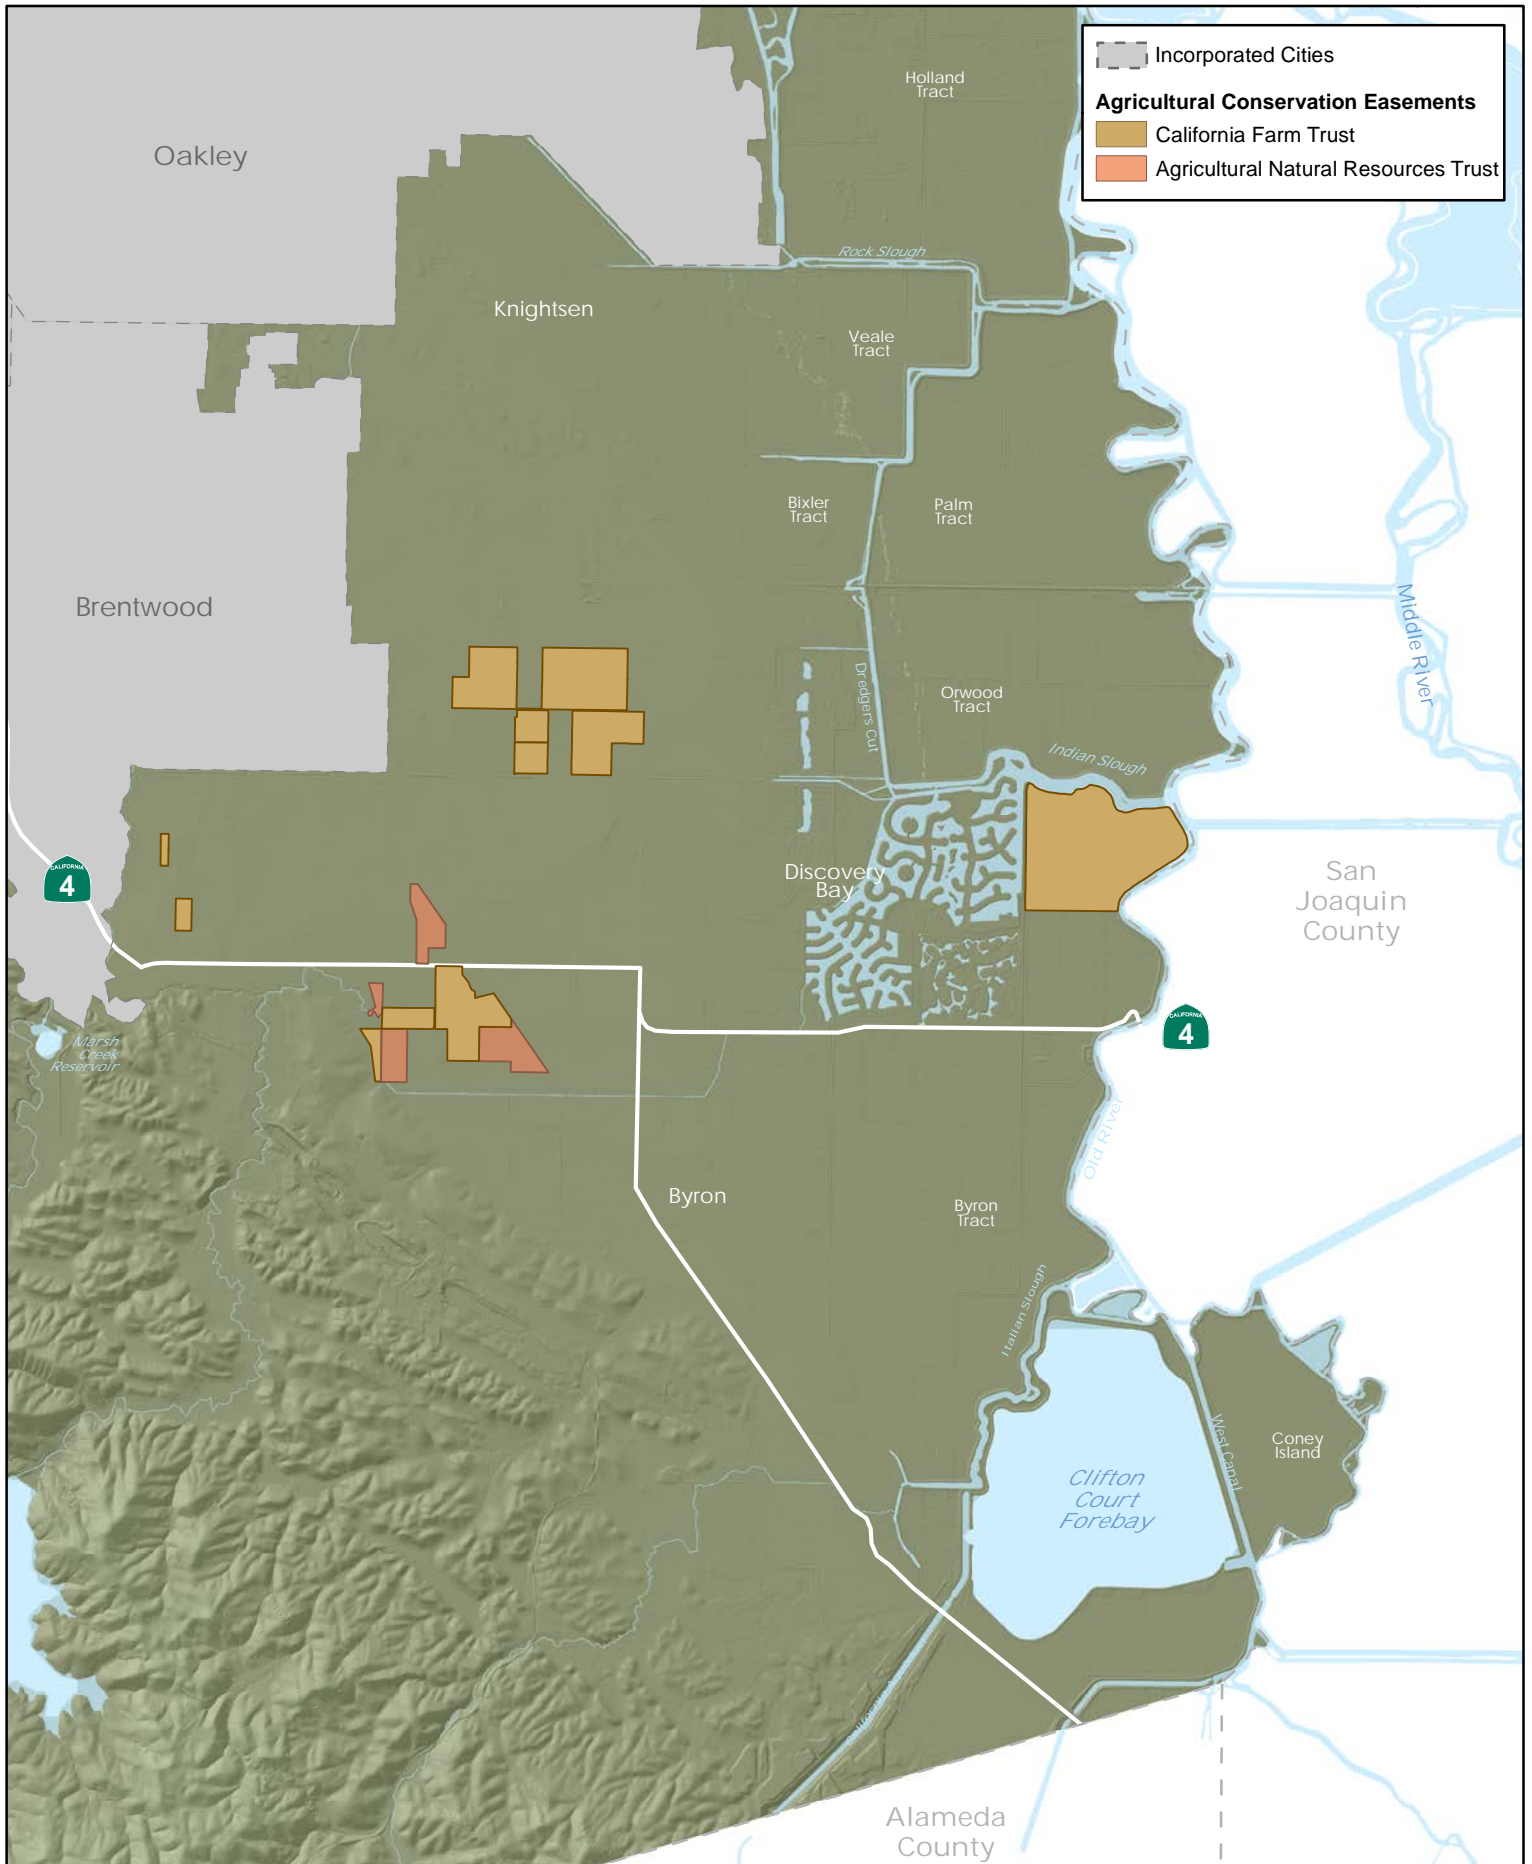 Incorporated Cities
Agricultural Conservation Easements
California Farm Trust
Agricultural Natural Resources Trust
Holland
Tract
Oakley
Rock Slough
Knightsen
Veale
Tract
Bixler
Tract
Palm
Tract
Brentwood
Middle River
Dredgers Cut
Orwood
Tract
Indian Slough
CALIFORNIA
4
Discovery
Bay
San
Joaquin
County
CALIFORNIA
4
Marsh
Creek
Reservoir
Old River
Byron
Byron
Tract
Italian Slough
West Canal
Coney
Island
Clifton
Court
Forebay
Alameda
County